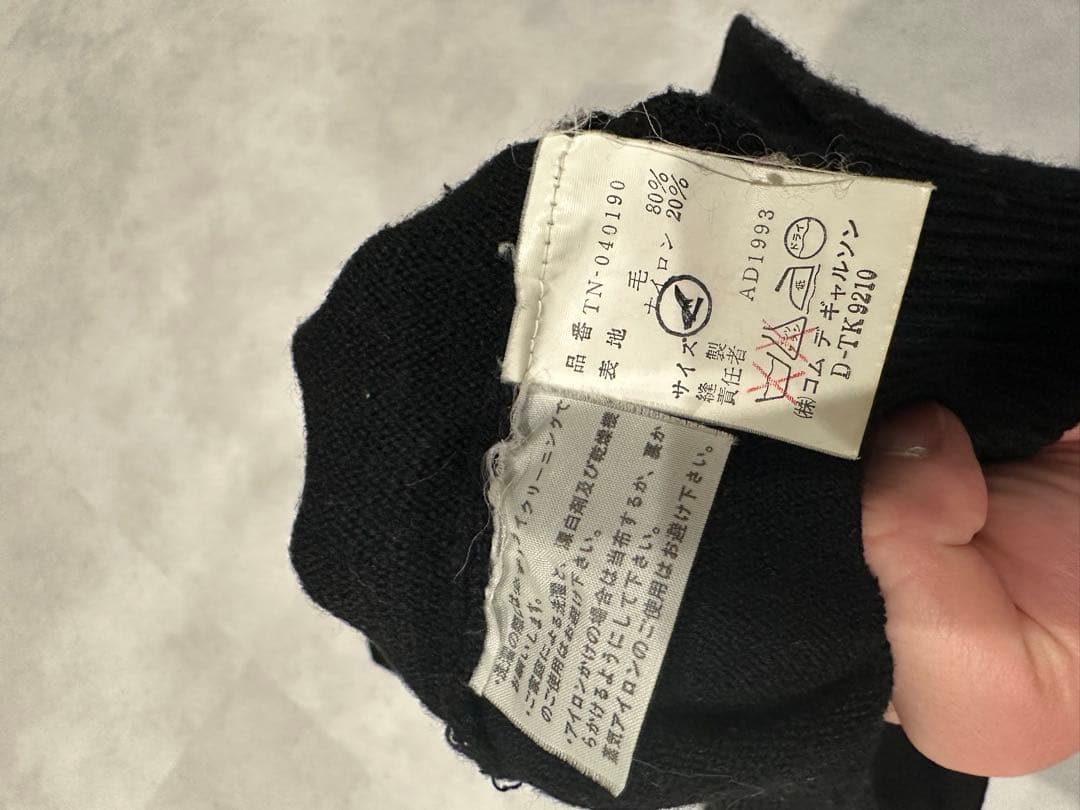 品番 TN-040190
表地 毛 80%
ナイロン 20%
サイズ
AD1993
縫製
責任者
ドライ
(株)コム デ ギャルソン
D-TK9210
イクリーニングで
お願いします。
・ご家庭による洗濯と、漂白剤及び乾燥機
のご使用はお避け下さい。
・アイロンがけの場合は当布するか、裏か
らかけるようにして下さい。
蒸気アイロンのご使用はお避け下さい。